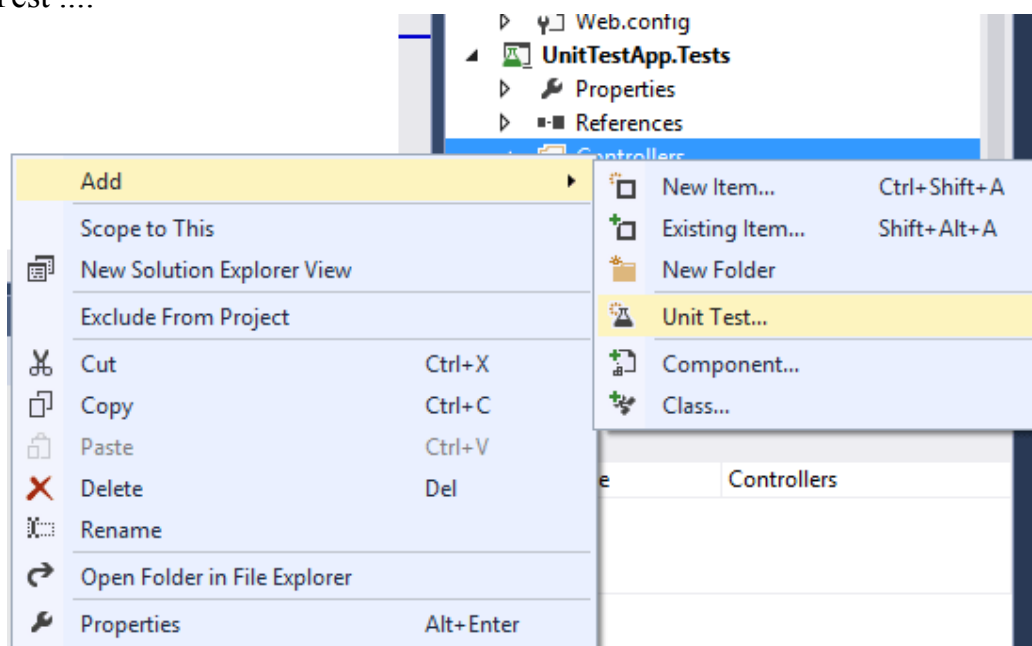 Test ....
Web.config
UnitTestApp.Tests
Properties
References
Controllers
Add
Scope to This
New Solution Explorer View
Exclude From Project
Cut Ctrl+X
Copy Ctrl+C
Paste Ctrl+V
Delete Del
Rename
Open Folder in File Explorer
Properties Alt+Enter
New Item... Ctrl+Shift+A
Existing Item... Shift+Alt+A
New Folder
Unit Test...
Component...
Class...
e Controllers